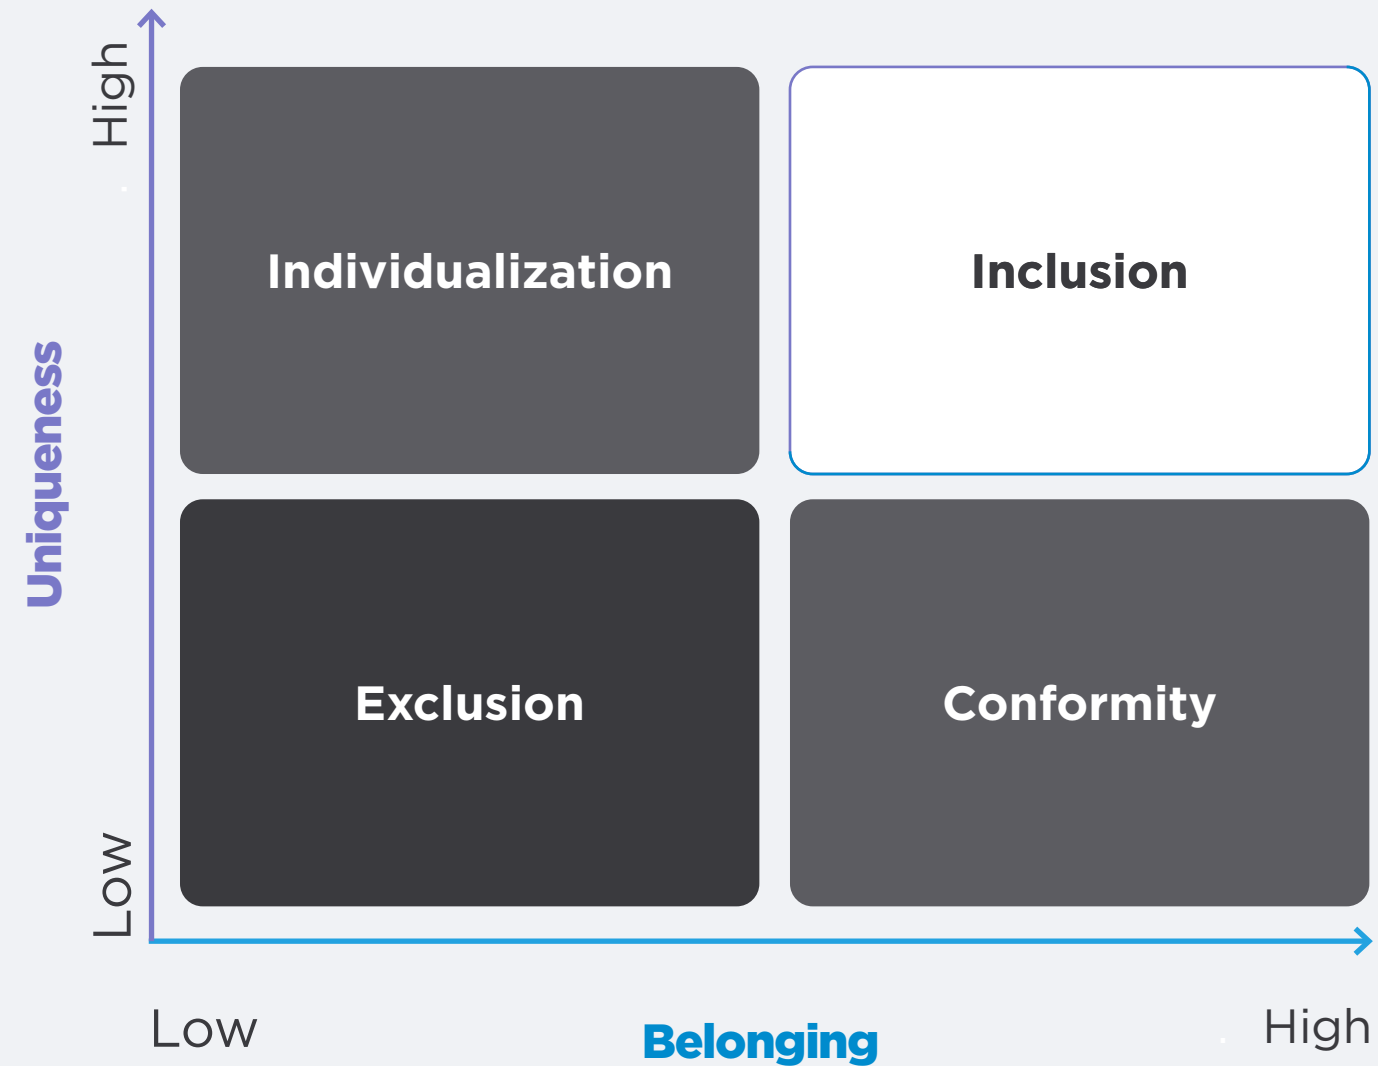 High
Individualization
Inclusion
Uniqueness
Exclusion
Conformity
Low
Low
Belonging
High